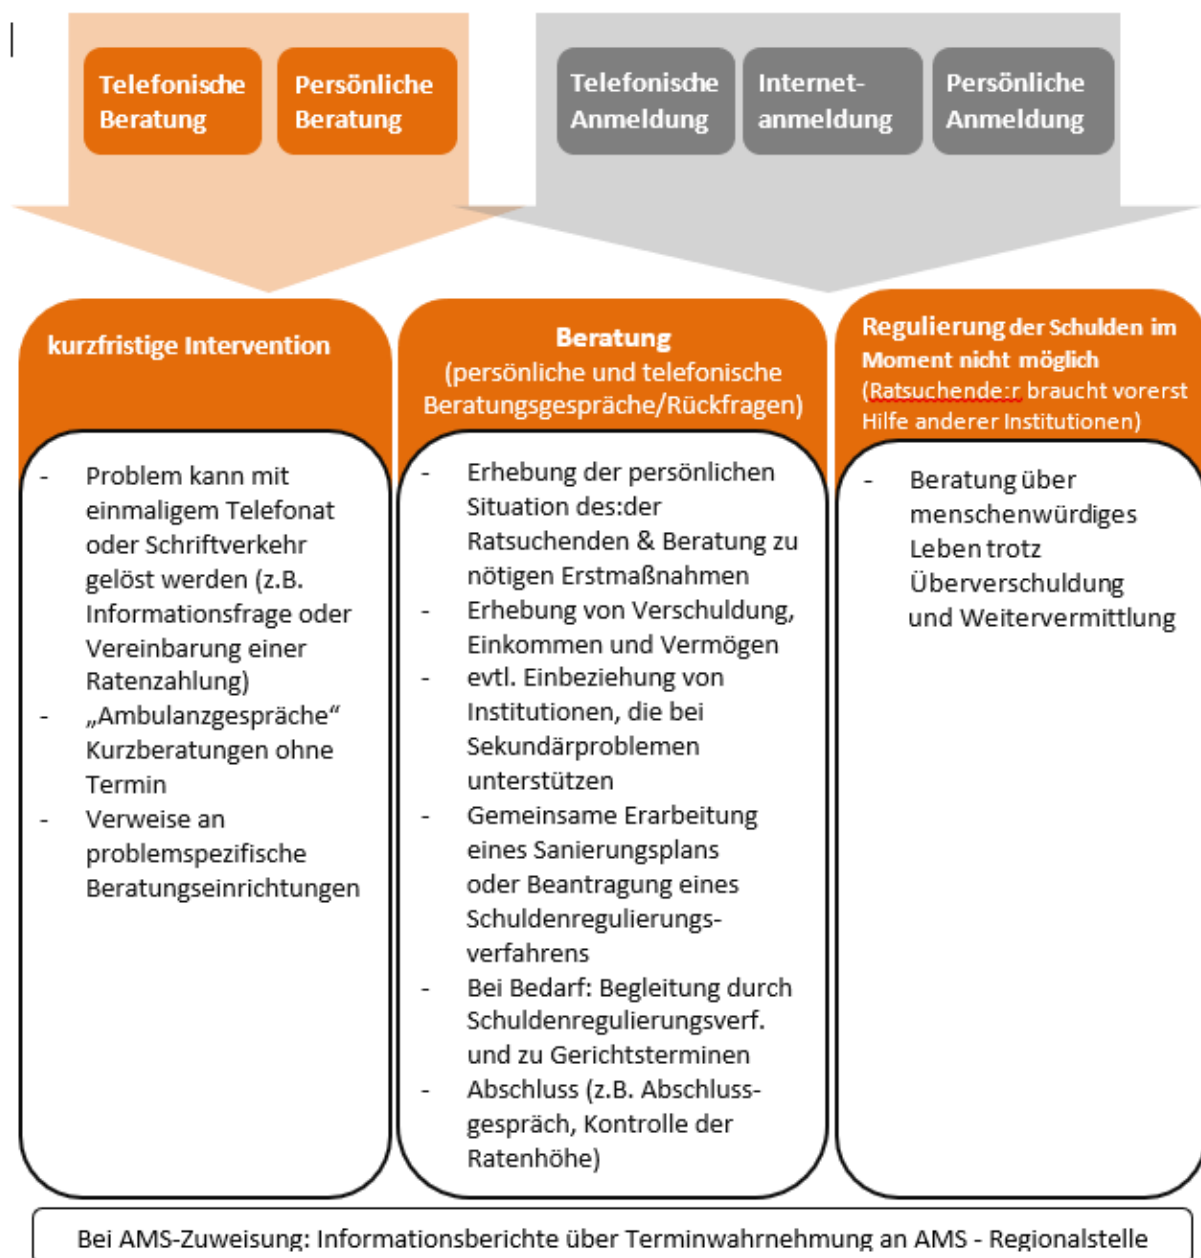 Telefonische
Beratung
Persönliche
Beratung
Telefonische
Anmeldung
Internet-
anmeldung
Persönliche
Anmeldung
kurzfristige Intervention
- Problem kann mit
einmaligem Telefonat
oder Schriftverkehr
gelöst werden (z.B.
Informationsfrage oder
Vereinbarung einer
Ratenzahlung)
- „Ambulanzgespräche“
Kurzberatungen ohne
Termin
- Verweise an
problemspezifische
Beratungseinrichtungen
Beratung
(persönliche und telefonische
Beratungsgespräche/Rückfragen)
- Erhebung der persönlichen
Situation des:der
Ratsuchenden & Beratung zu
nötigen Erstmaßnahmen
- Erhebung von Verschuldung,
Einkommen und Vermögen
- evtl. Einbeziehung von
Institutionen, die bei
Sekundärproblemen
unterstützen
- Gemeinsame Erarbeitung
eines Sanierungsplans
oder Beantragung eines
Schuldenregulierungs-
verfahrens
- Bei Bedarf: Begleitung durch
Schuldenregulierungsverf.
und zu Gerichtsterminen
- Abschluss (z.B. Abschluss-
gespräch, Kontrolle der
Ratenhöhe)
Regulierung der Schulden im
Moment nicht möglich
(Ratsuchende:r braucht vorerst
Hilfe anderer Institutionen)
- Beratung über
menschenwürdiges
Leben trotz
Überverschuldung
und Weitervermittlung
Bei AMS-Zuweisung: Informationsberichte über Terminwahrnehmung an AMS - Regionalstelle